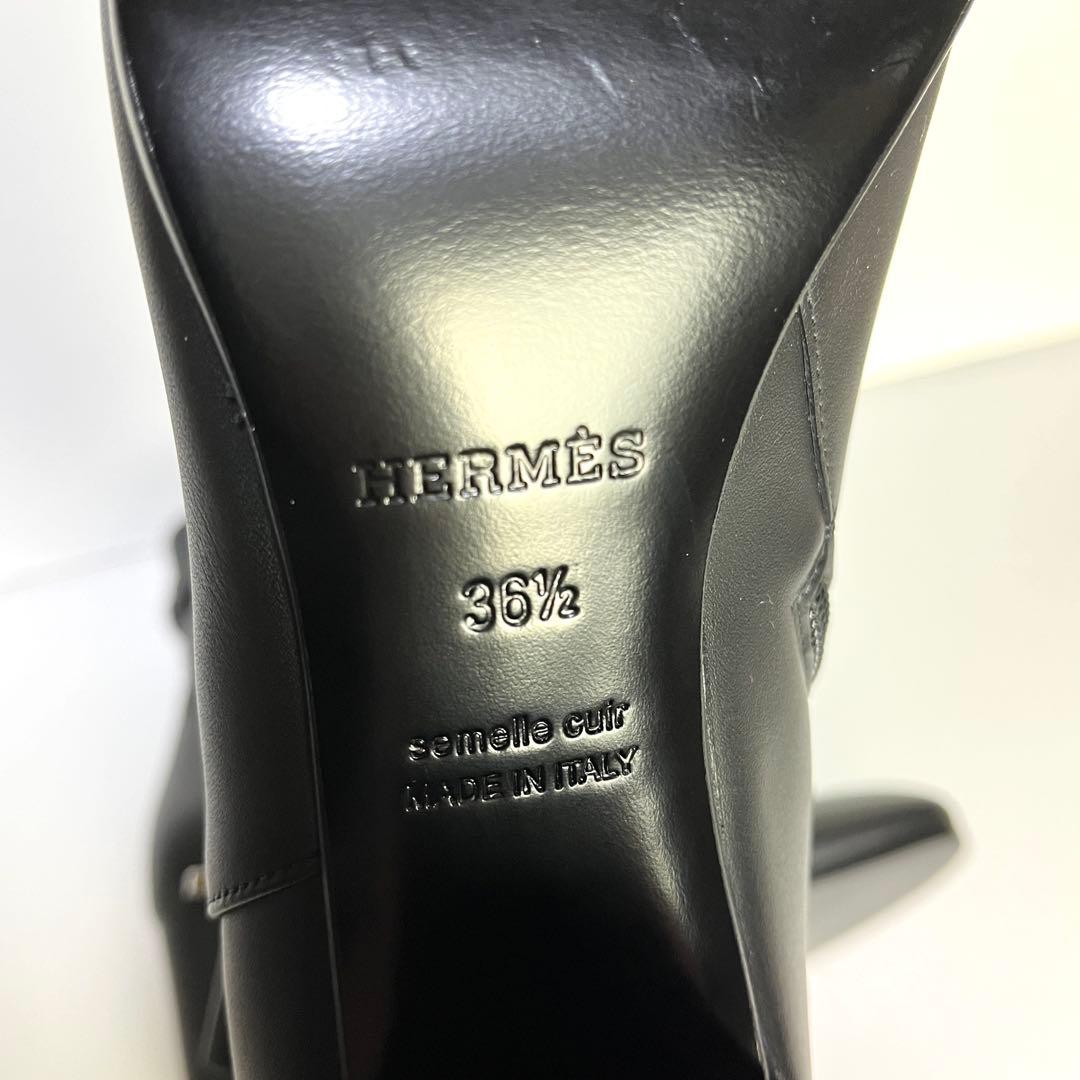 HERMÈS
36½
semelle cuir
MADE IN ITALY